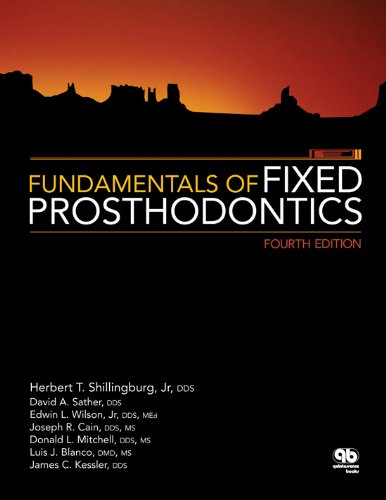 FUNDAMENTALS OF FIXED
PROSTHODONTICS
FOURTH EDITION
Herbert T. Shillingburg, Jr, DDS
David A. Sather, DDS
Edwin L. Wilson, Jr, DDS, MEd
Joseph R. Cain, DDS, MS
Donald L. Mitchell, DDS, MS
Luis J. Blanco, DMD, MS
James C. Kessler, DDS
quintessence
books